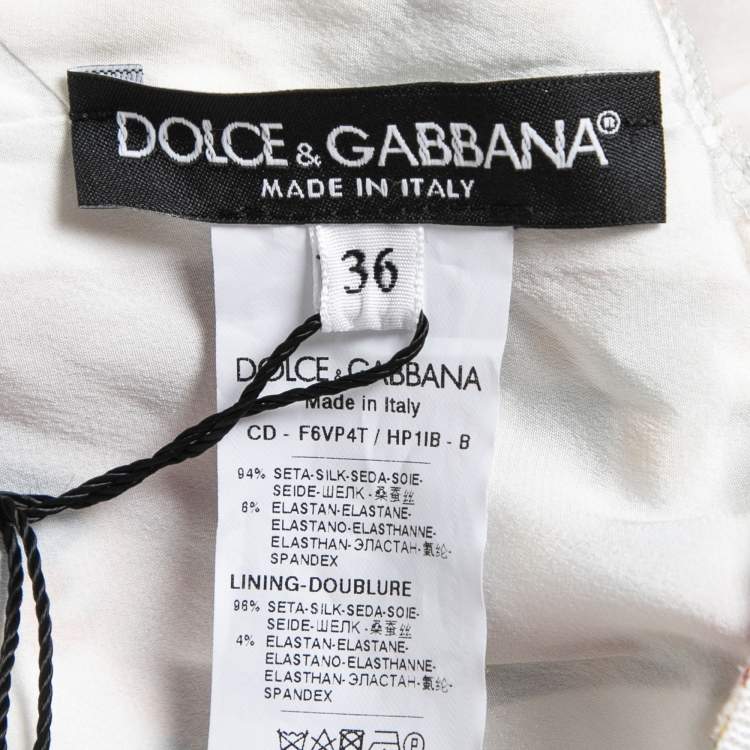 DOLCE & GABBANA®
MADE IN ITALY
36
DOLCE & GABBANA
Made in Italy
CD - F6VP4T / HP1IB - B
94% SETA-SILK-SEDA-SOIE-
SEIDE-ШЕЛК-桑蚕丝
6% ELASTAN-ELASTANE-
ELASTANO-ELASTHANNE-
ELASTHAN-ЭЛАСТАН-氨纶-
SPANDEX
LINING-DOUBLURE
96% SETA-SILK-SEDA-SOIE-
SEIDE-ШЕЛК-桑蚕丝
4% ELASTAN-ELASTANE-
ELASTANO-ELASTHANNE-
ELASTHAN-ЭЛАСТАН-氨纶-
SPANDEX